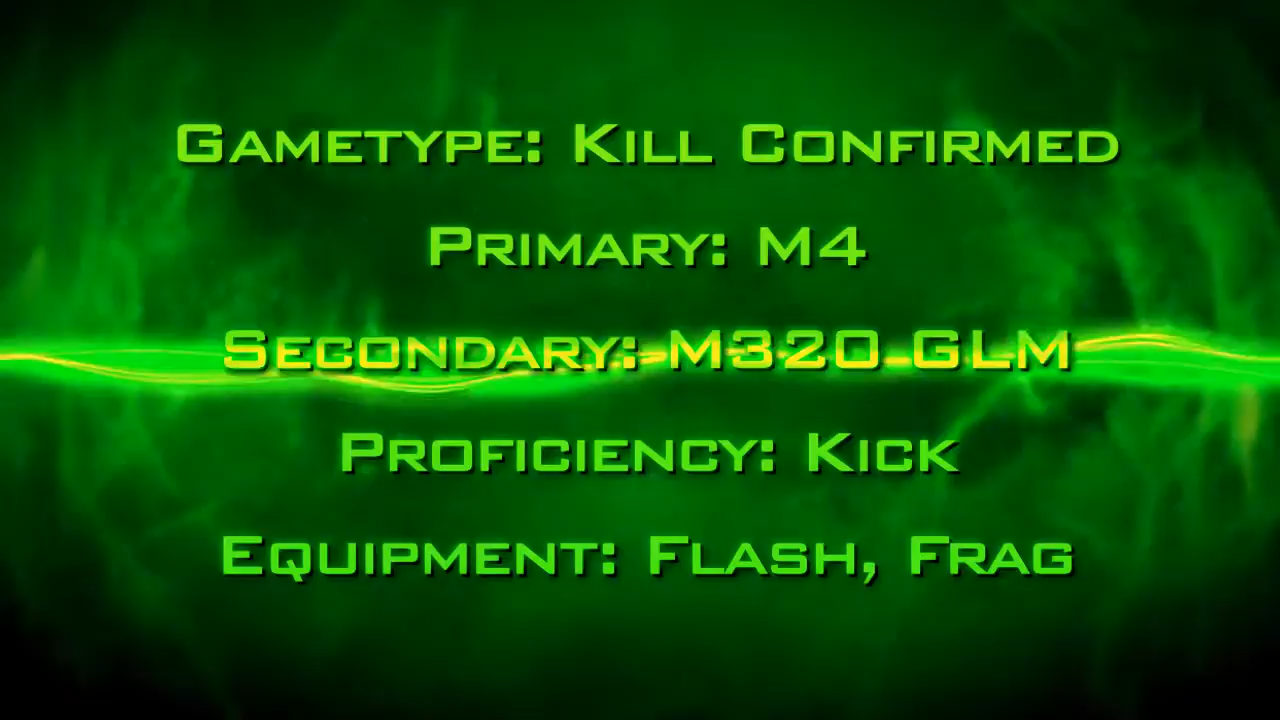 Gametype: Kill Confirmed
Primary: M4
Secondary: M320 GLM
Proficiency: Kick
Equipment: Flash, Frag